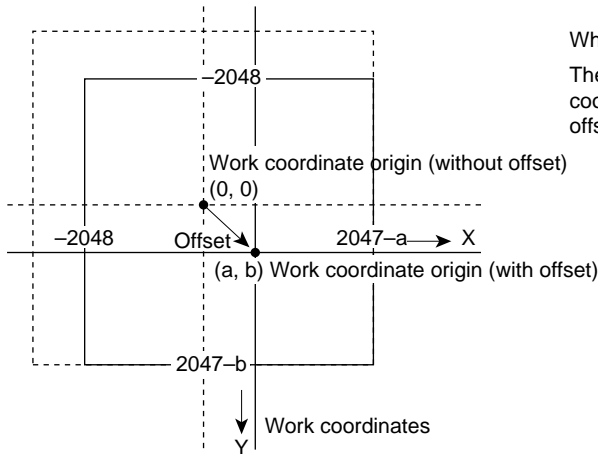 Wh
The
coo
offs
–2048
Work coordinate origin (without offset)
(0, 0)
–2048
Offset
2047–a
X
(a, b) Work coordinate origin (with offset)
2047–b
Work coordinates
Y